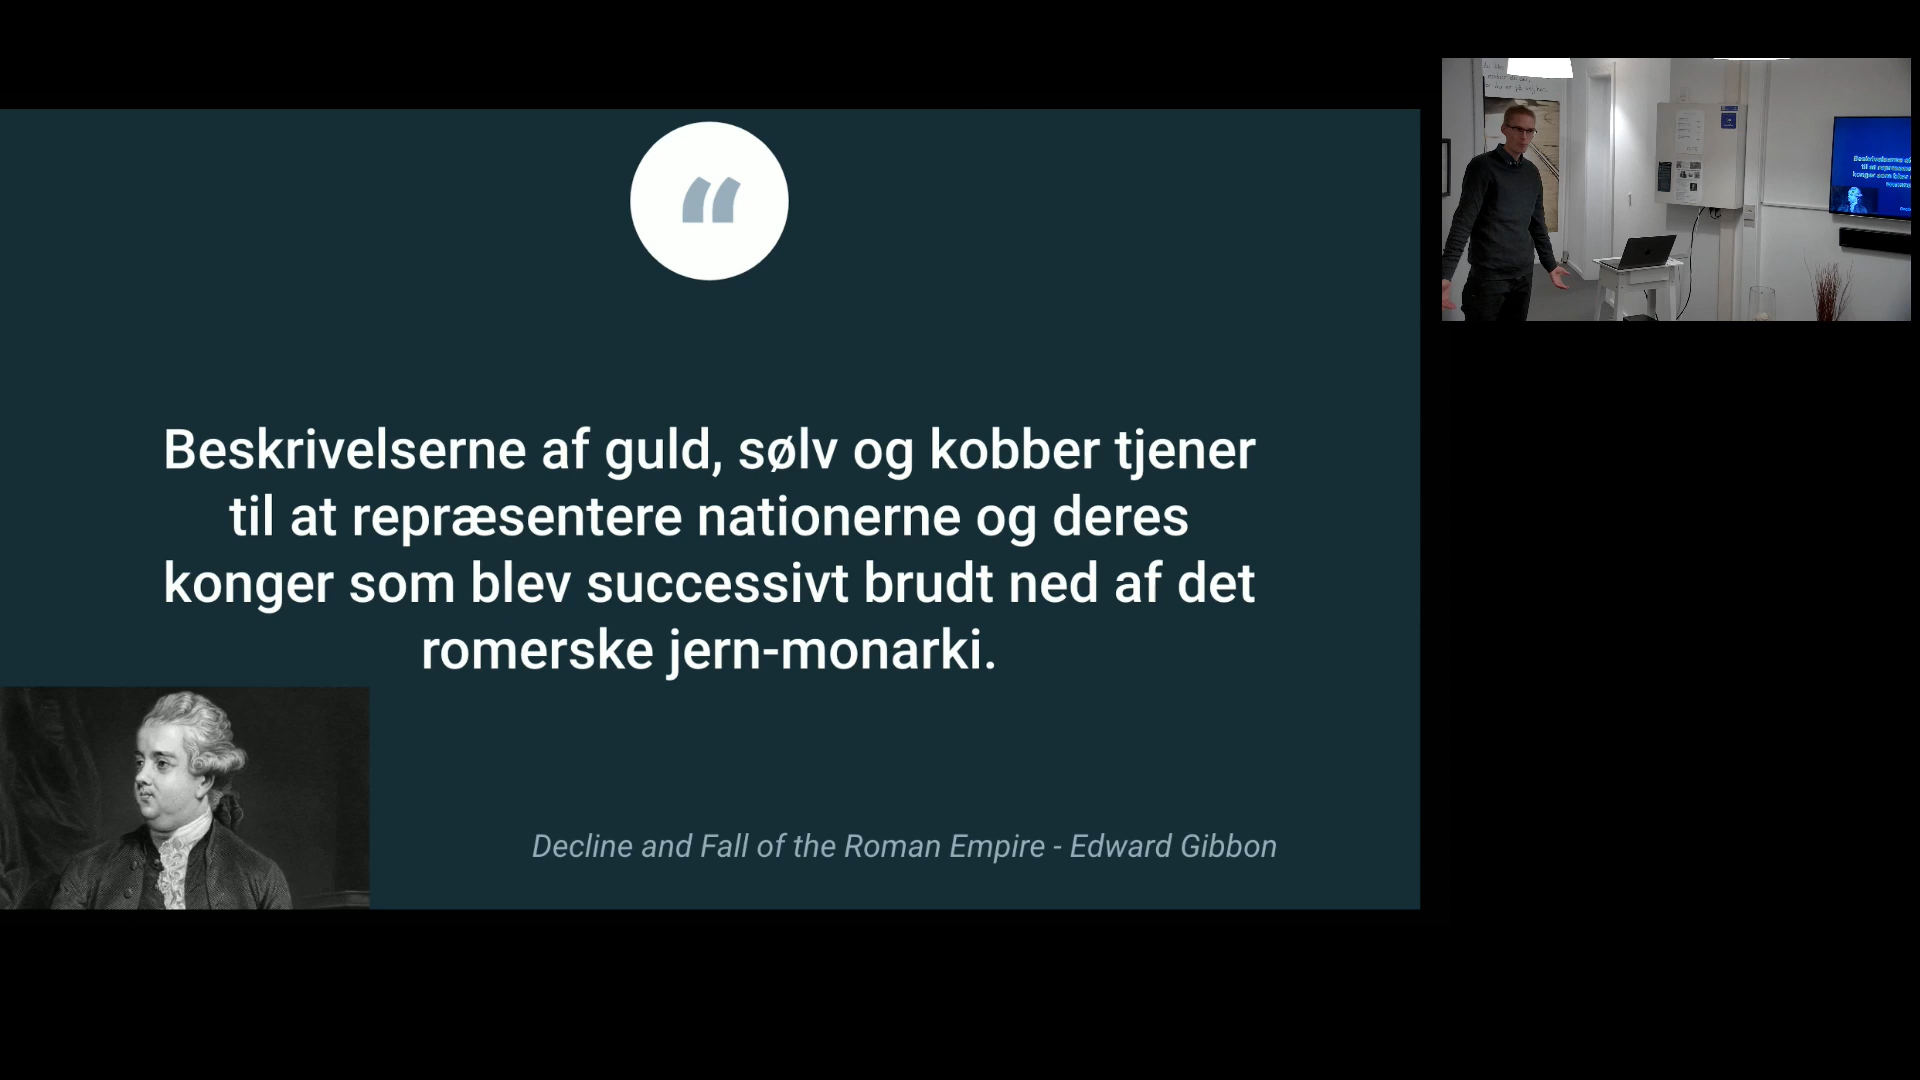 “
Beskrivelserne af guld, sølv og kobber tjener
til at repræsentere nationerne og deres
konger som blev successivt brudt ned af det
romerske jern-monarki.
Decline and Fall of the Roman Empire - Edward Gibbon